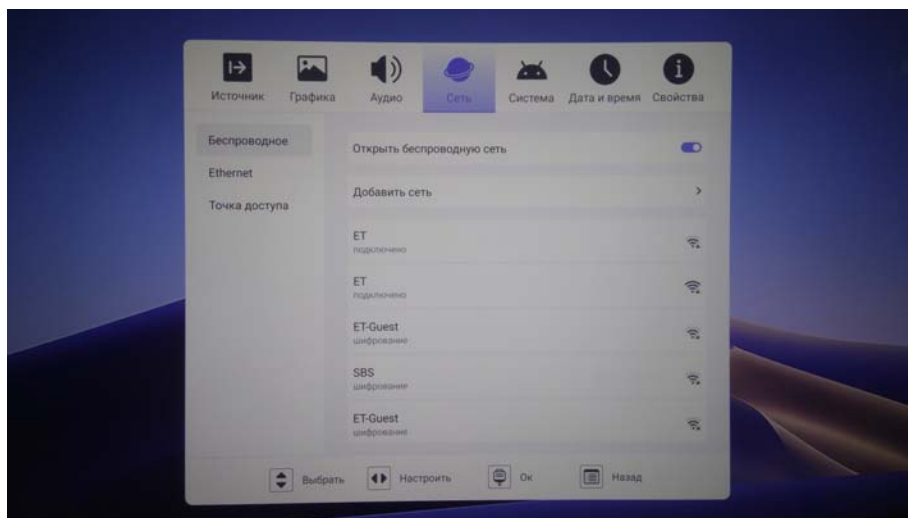 Источник Графика Аудио Сеть Система Дата и время Свойства
Беспроводное
Ethernet
Точка доступа
Открыть беспроводную сеть
Добавить сеть
ET
подключено
ET
подключено
ET-Guest
шифрование
SBS
шифрование
ET-Guest
шифрование
Выбрать Настроить Ок Назад